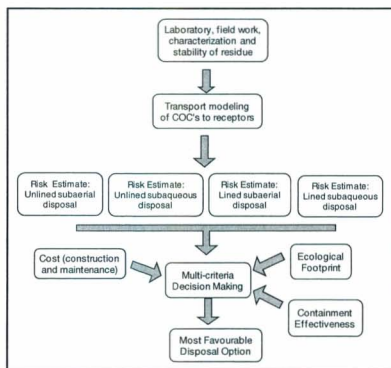 Laboratory, field work,
characterization and
stability of residue
Transport modeling
of COC's to receptors
Risk Estimate:
Unlined subaerial
disposal
Risk Estimate:
Unlined subaqueous
disposal
Risk Estimate:
Lined subaerial
disposal
Risk Estimate:
Lined subaqueous
disposal
Cost (construction
and maintenance)
Multi-criteria
Decision Making
Ecological
Footprint
Containment
Effectiveness
Most Favourable
Disposal Option